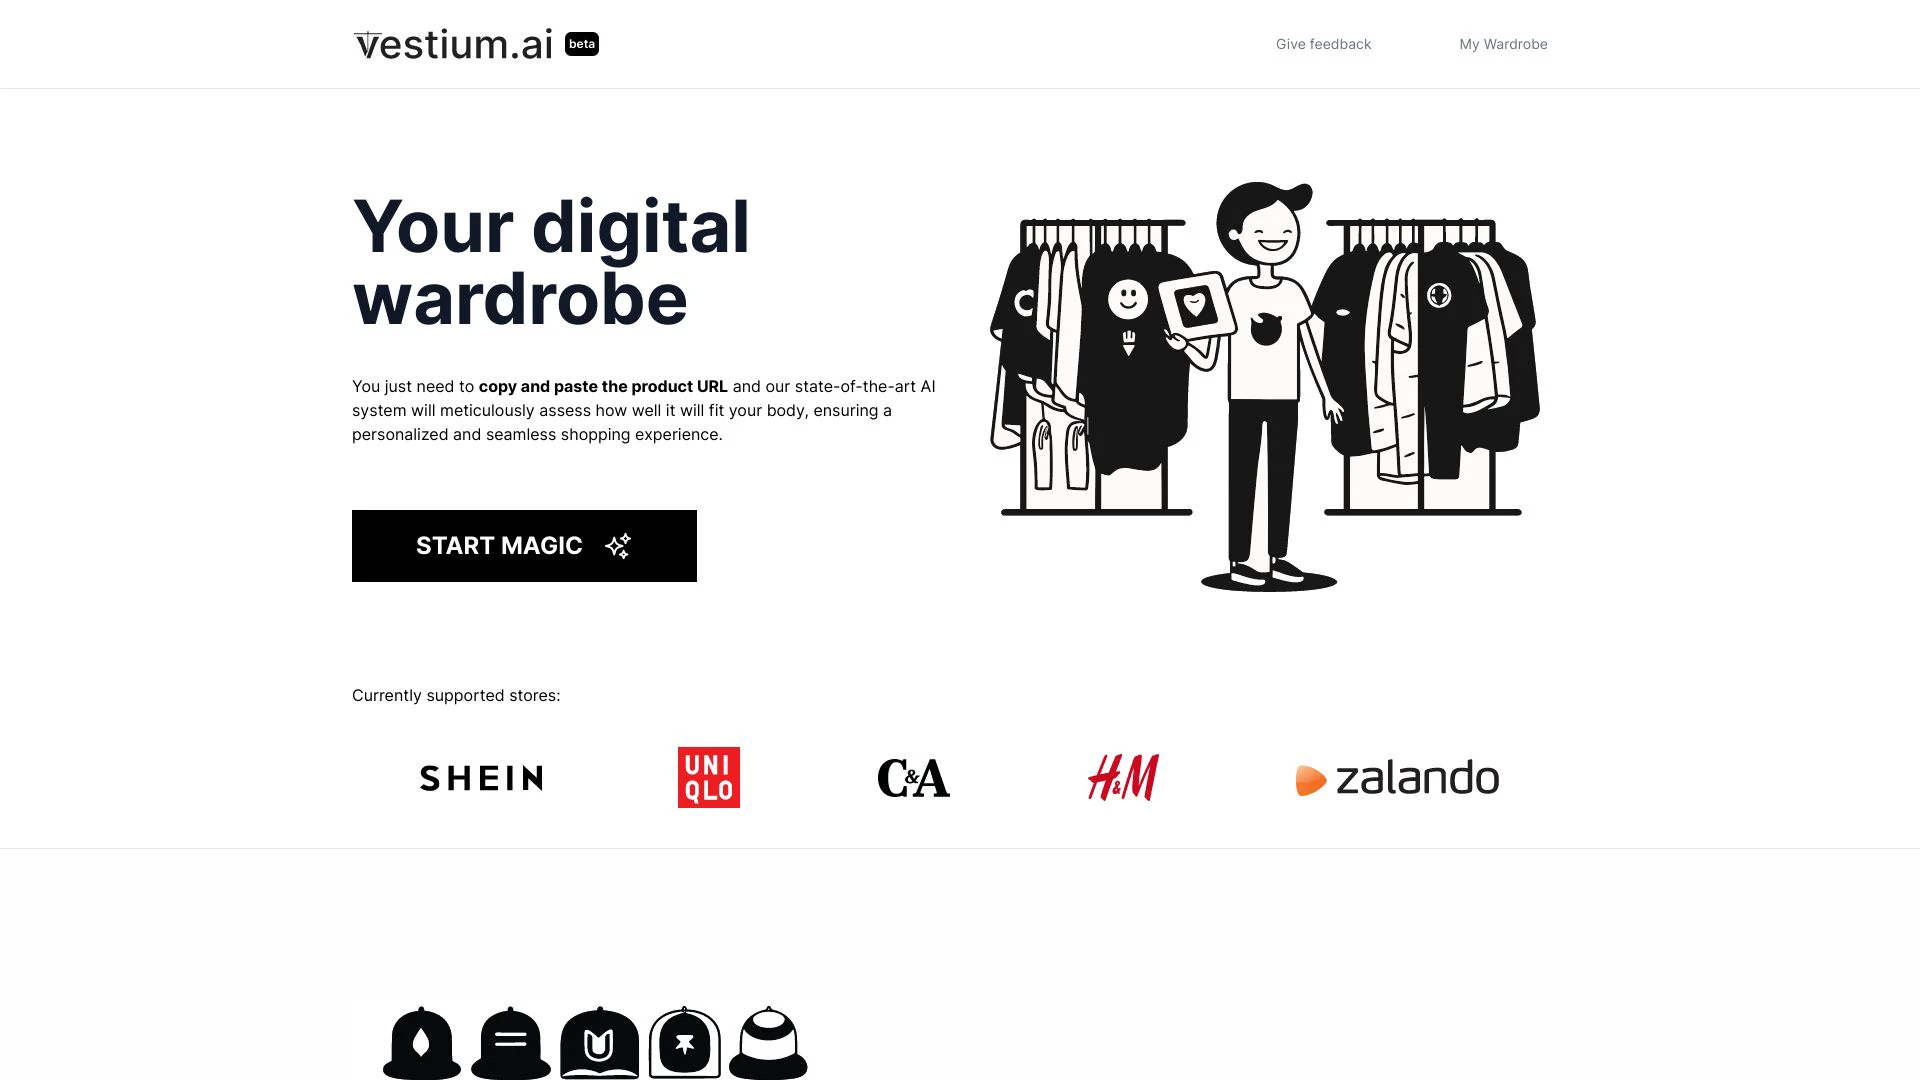 vestium.ai beta
Give feedback
My Wardrobe
Your digital
wardrobe
You just need to copy and paste the product URL and our state-of-the-art AI
system will meticulously assess how well it will fit your body, ensuring a
personalized and seamless shopping experience.
START MAGIC
Currently supported stores:
SHEIN
UNI
QLO
C&A
H&M
zalando